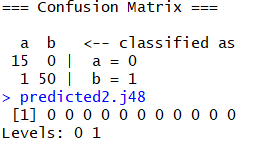 === Confusion Matrix ===
a b <-- classified as
15 0 | a = 0
1 50 | b = 1
> predicted2.j48
[1] 0 0 0 0 0 0 0 0 0 0 0
Levels: 0 1